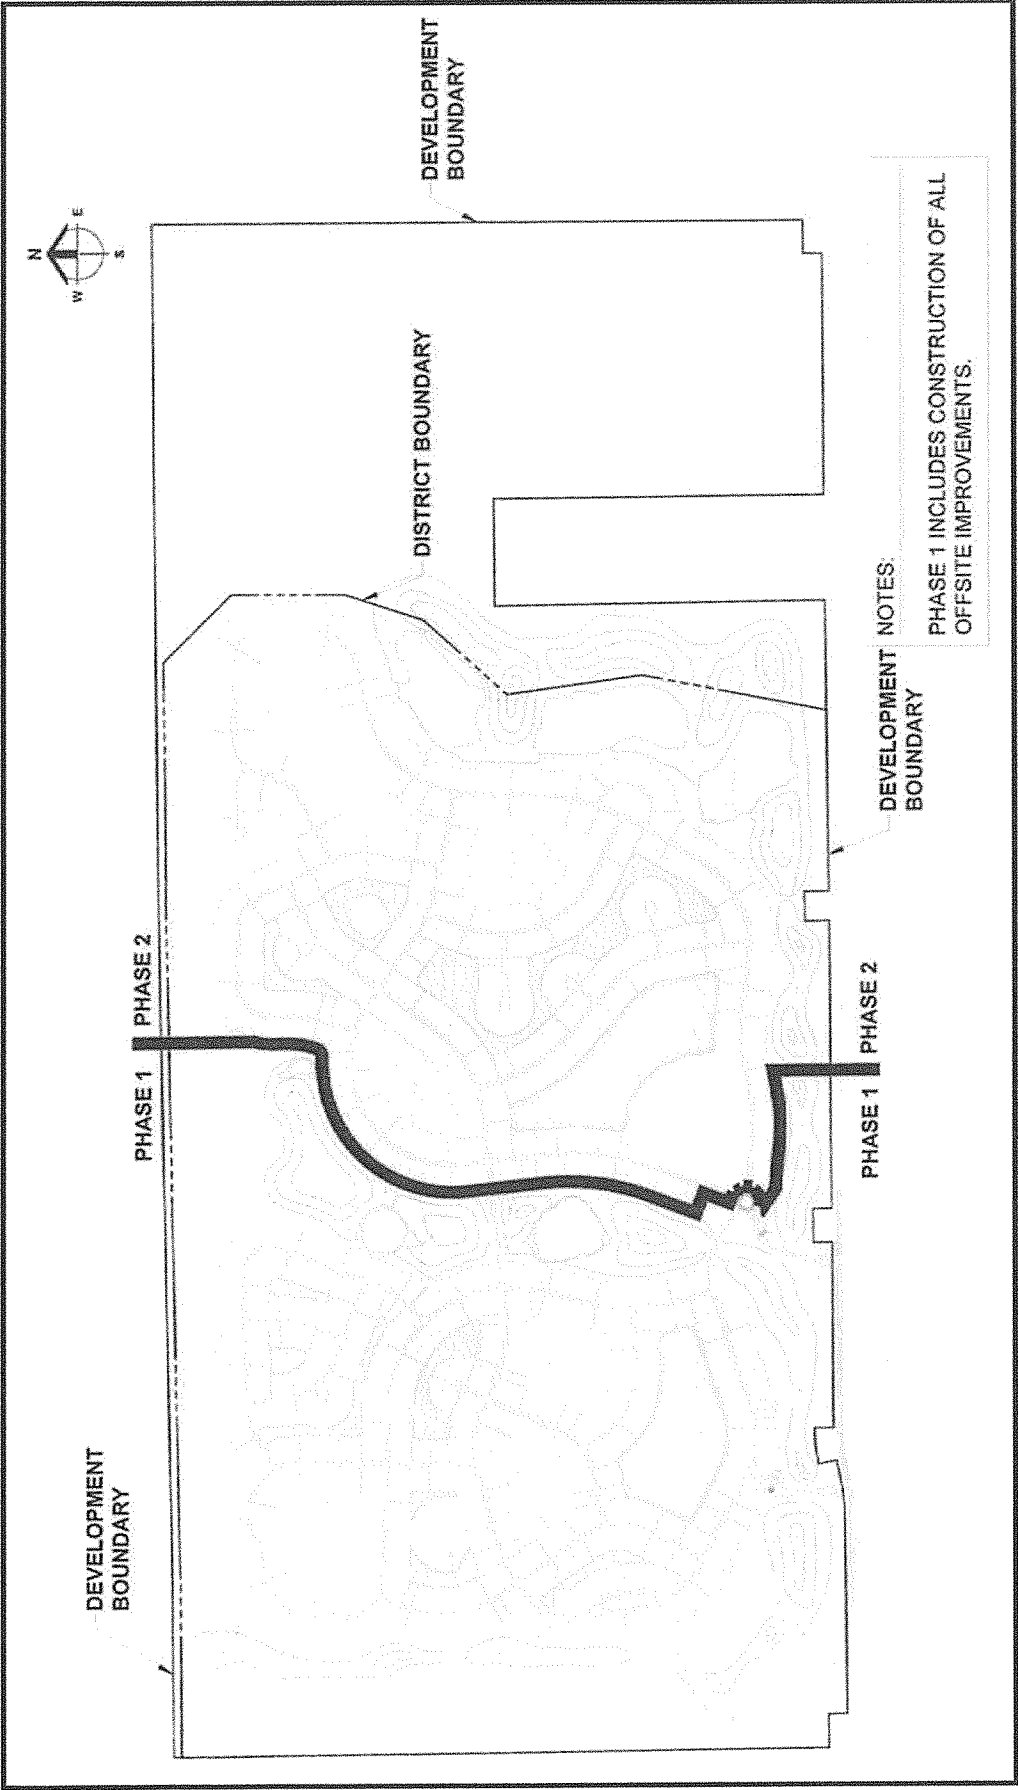 N
W
E
S
DEVELOPMENT
BOUNDARY
PHASE 1
PHASE 2
DISTRICT BOUNDARY
DEVELOPMENT
BOUNDARY
PHASE 1
PHASE 2
DEVELOPMENT
BOUNDARY
NOTES:
PHASE 1 INCLUDES CONSTRUCTION OF ALL
OFFSITE IMPROVEMENTS.